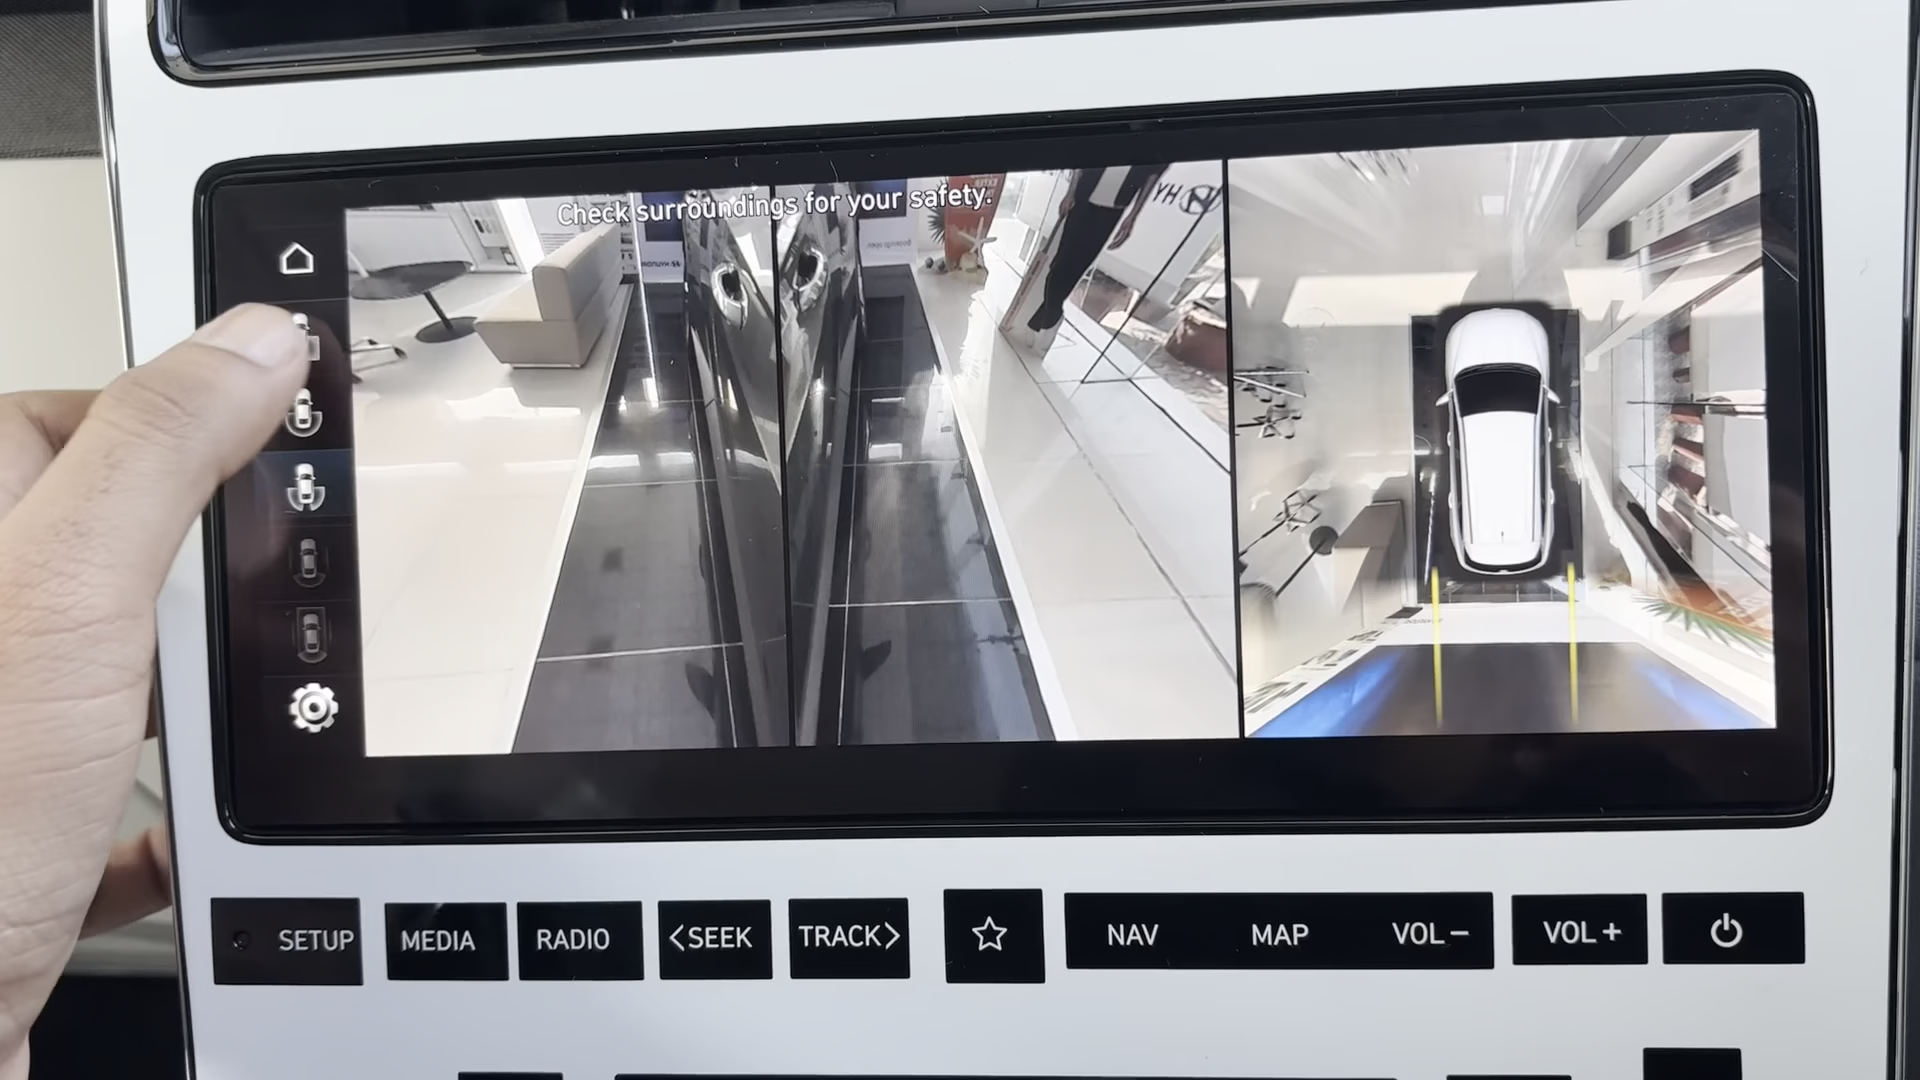 Check surroundings for your safety.
SETUP
MEDIA
RADIO
<SEEK
TRACK>
NAV
MAP
VOL−
VOL+